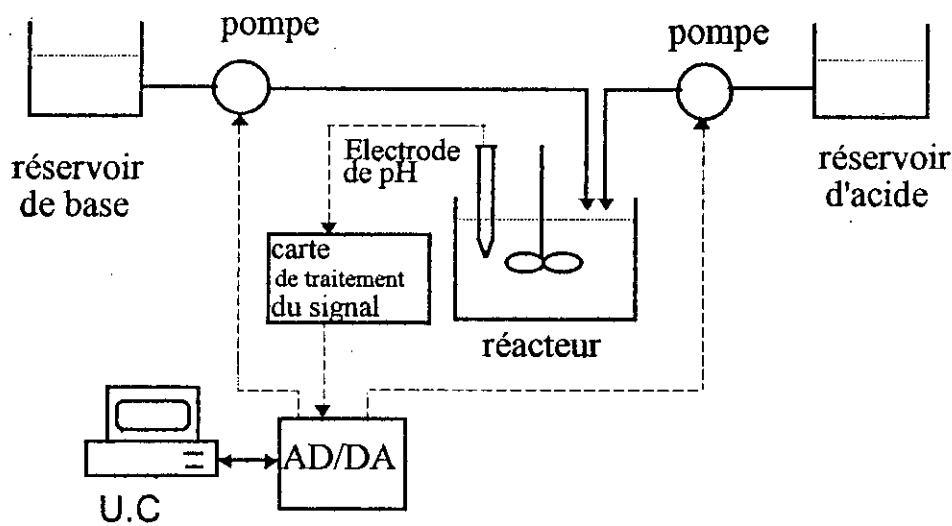 pompe
pompe
réservoir
de base
Electrode
de pH
réservoir
d'acide
carte
de traitement
du signal
réacteur
AD/DA
U.C